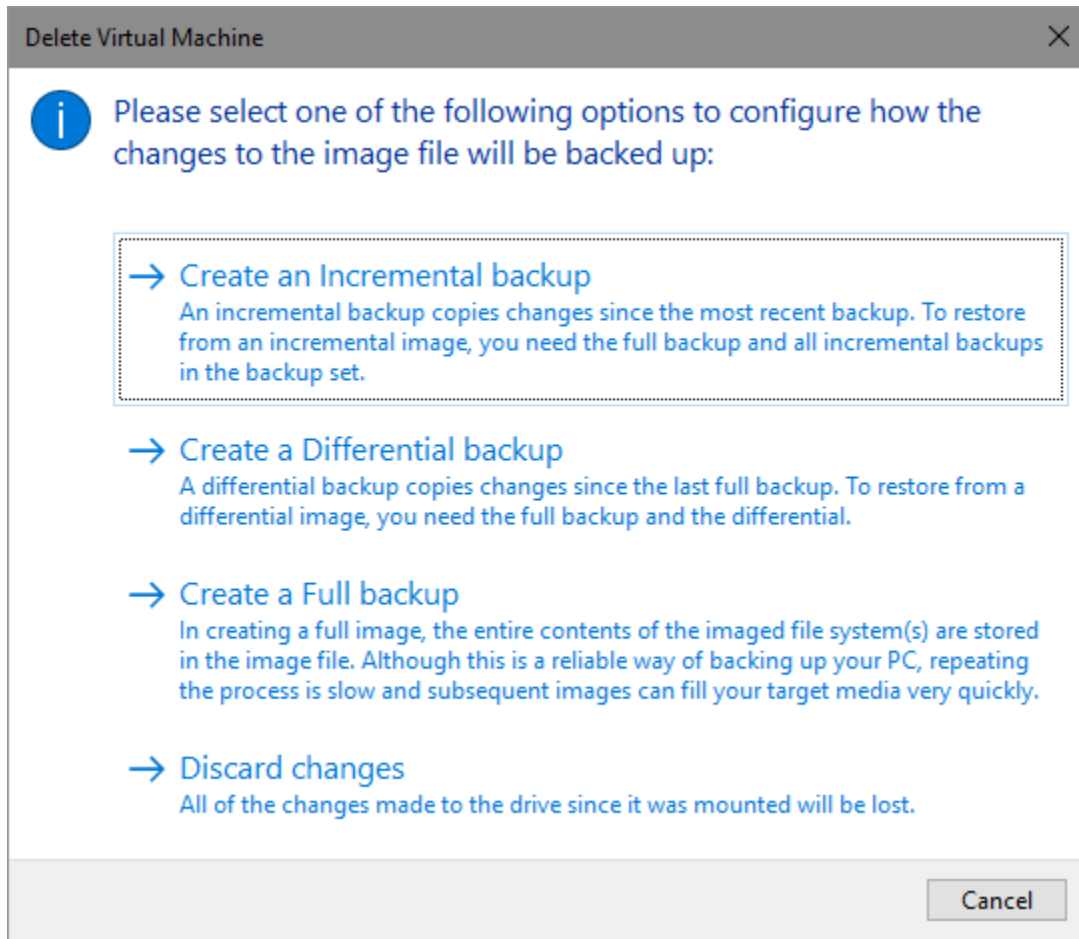 Delete Virtual Machine
Please select one of the following options to configure how the
changes to the image file will be backed up:
Create an Incremental backup
An incremental backup copies changes since the most recent backup. To restore
from an incremental image, you need the full backup and all incremental backups
in the backup set.
Create a Differential backup
A differential backup copies changes since the last full backup. To restore from a
differential image, you need the full backup and the differential.
Create a Full backup
In creating a full image, the entire contents of the imaged file system(s) are stored
in the image file. Although this is a reliable way of backing up your PC, repeating
the process is slow and subsequent images can fill your target media very quickly.
Discard changes
All of the changes made to the drive since it was mounted will be lost.
Cancel